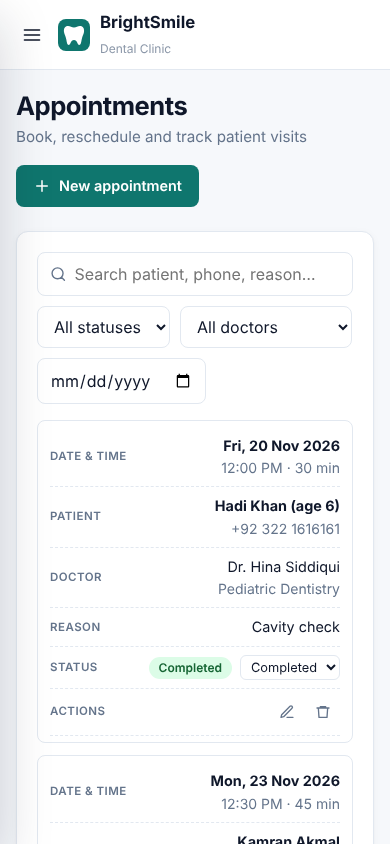 BrightSmile
Dental Clinic
Appointments
Book, reschedule and track patient visits
New appointment
Search patient, phone, reason...
All statuses
All doctors
mm/dd/yyyy
DATE & TIME
Fri, 20 Nov 2026
12:00 PM · 30 min
PATIENT
Hadi Khan (age 6)
+92 322 1616161
DOCTOR
Dr. Hina Siddiqui
Pediatric Dentistry
REASON
Cavity check
STATUS
Completed
Completed
ACTIONS
DATE & TIME
Mon, 23 Nov 2026
12:30 PM · 45 min
Kamran Akmal